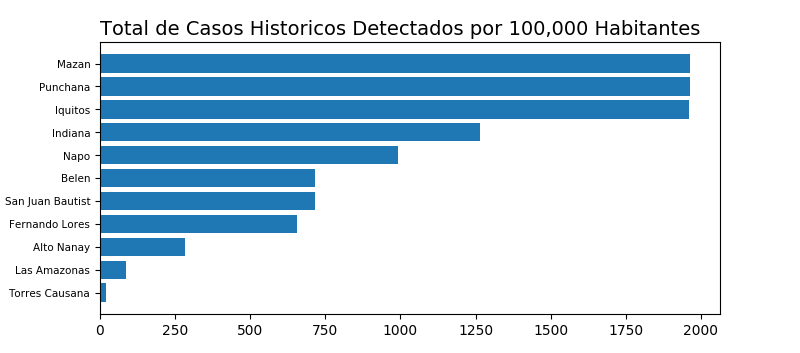 Total de Casos Historicos Detectados por 100,000 Habitantes
Mazan
Punchana
Iquitos
Indiana
Napo
Belen
San Juan Bautist
Fernando Lores
Alto Nanay
Las Amazonas
Torres Causana
0 250 500 750 1000 1250 1500 1750 2000